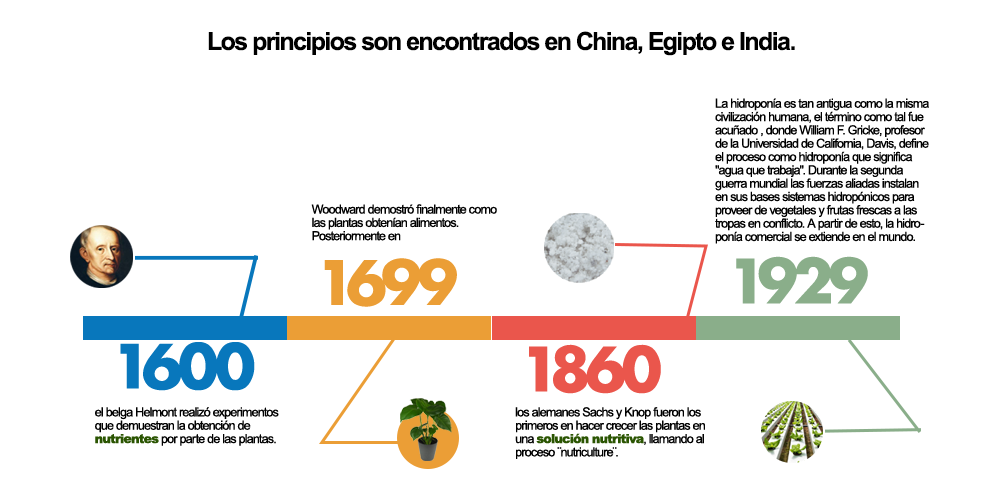 Los principios son encontrados en China, Egipto e India.
1600
el belga Helmont realizó experimentos
que demuestran la obtención de
nutrientes por parte de las plantas.
Woodward demostró finalmente como
las plantas obtenían alimentos.
Posteriormente en
1699
1860
los alemanes Sachs y Knop fueron los
primeros en hacer crecer las plantas en
una solución nutritiva, llamando al
proceso ¨nutriculture¨.
La hidroponía es tan antigua como la misma
civilización humana, el término como tal fue
acuñado , donde William F. Gricke, profesor
de la Universidad de California, Davis, define
el proceso como hidroponía que significa
"agua que trabaja". Durante la segunda
guerra mundial las fuerzas aliadas instalan
en sus bases sistemas hidropónicos para
proveer de vegetales y frutas frescas a las
tropas en conflicto. A partir de esto, la hidro-
ponía comercial se extiende en el mundo.
1929